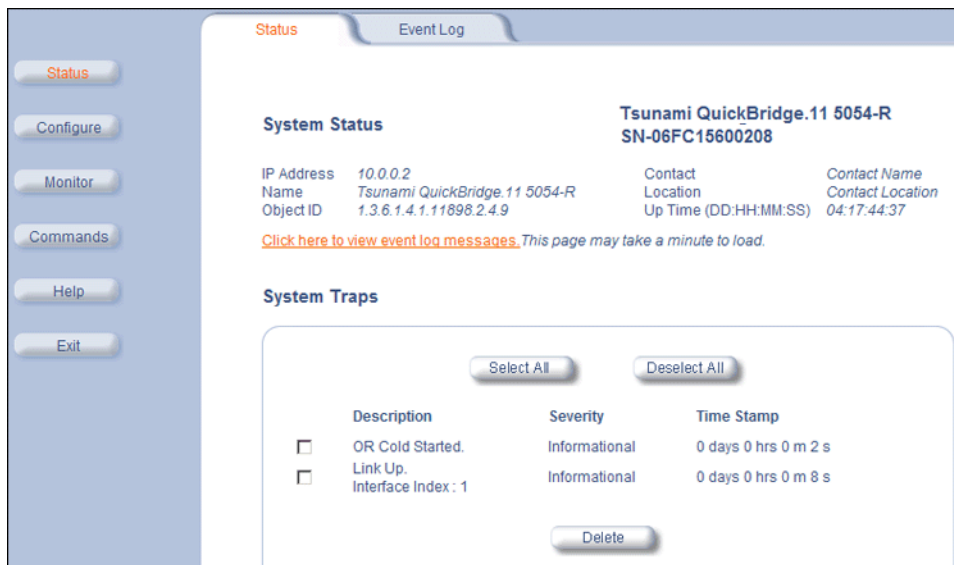 Status
Event Log
Status
Configure
Monitor
Commands
Help
Exit
System Status
Tsunami QuickBridge.11 5054-R
SN-06FC15600208
IP Address 10.0.0.2
Name Tsunami QuickBridge.11 5054-R
Object ID 1.3.6.1.4.1.11898.2.4.9
Contact Contact Name
Location Contact Location
Up Time (DD:HH:MM:SS) 04:17:44:37
Click here to view event log messages. This page may take a minute to load.
System Traps
Select All
Deselect All
Description Severity Time Stamp
OR Cold Started. Informational 0 days 0 hrs 0 m 2 s
Link Up.
Interface Index : 1 Informational 0 days 0 hrs 0 m 8 s
Delete